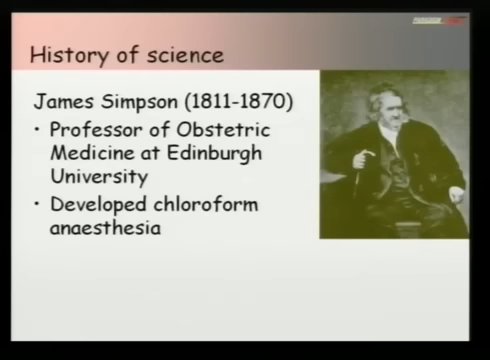 History of science
James Simpson (1811-1870)
• Professor of Obstetric
Medicine at Edinburgh
University
• Developed chloroform
anaesthesia